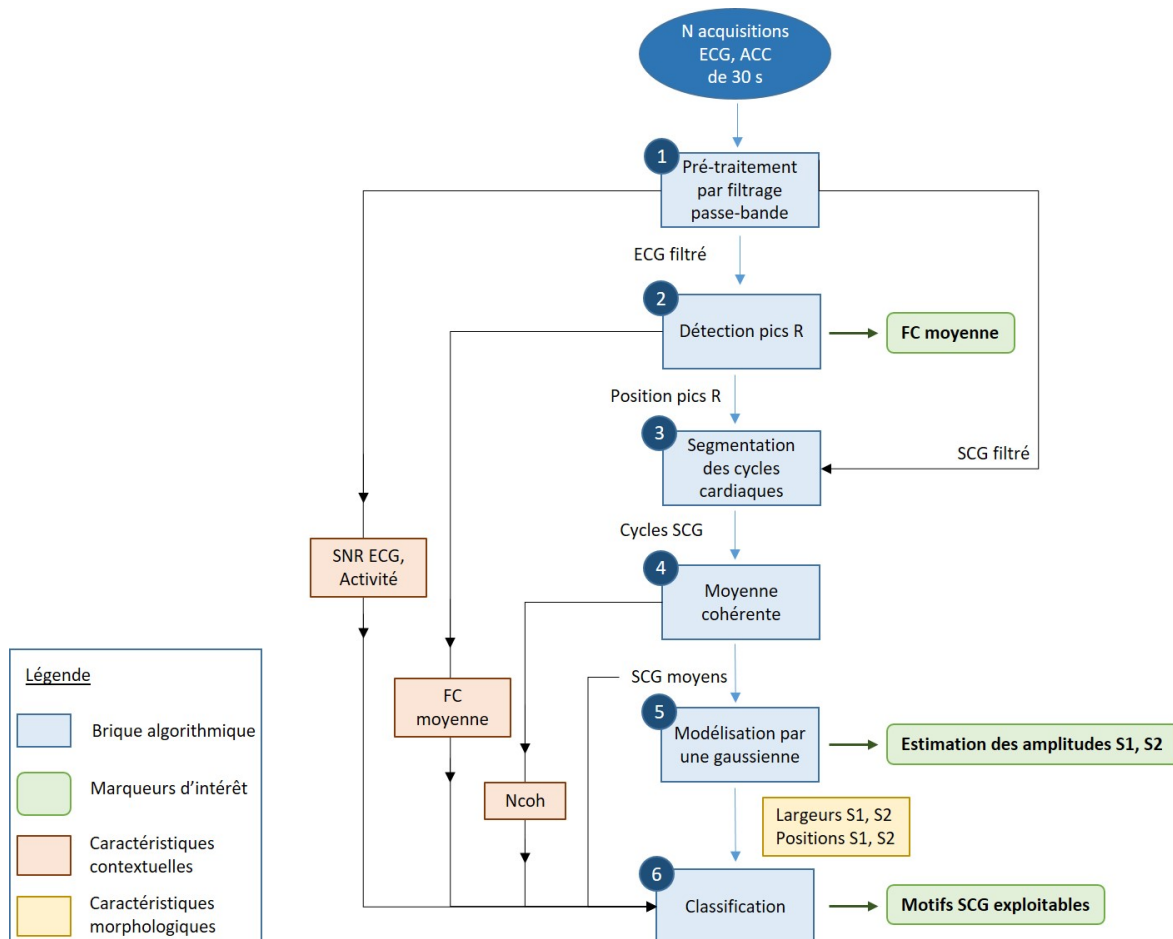 N acquisitions
ECG, ACC
de 30 s
1
Pré-traitement
par filtrage
passe-bande
ECG filtré
2
Détection pics R
FC moyenne
Position pics R
3
Segmentation
des cycles
cardiaques
SCG filtré
Cycles SCG
SNR ECG,
Activité
4
Moyenne
cohérente
SCG moyens
FC
moyenne
5
Modélisation par
une gaussienne
Estimation des amplitudes S1, S2
Ncoh
Largeurs S1, S2
Positions S1, S2
6
Classification
Motifs SCG exploitables
Légende
Brique algorithmique
Marqueurs d’intérêt
Caractéristiques
contextuelles
Caractéristiques
morphologiques